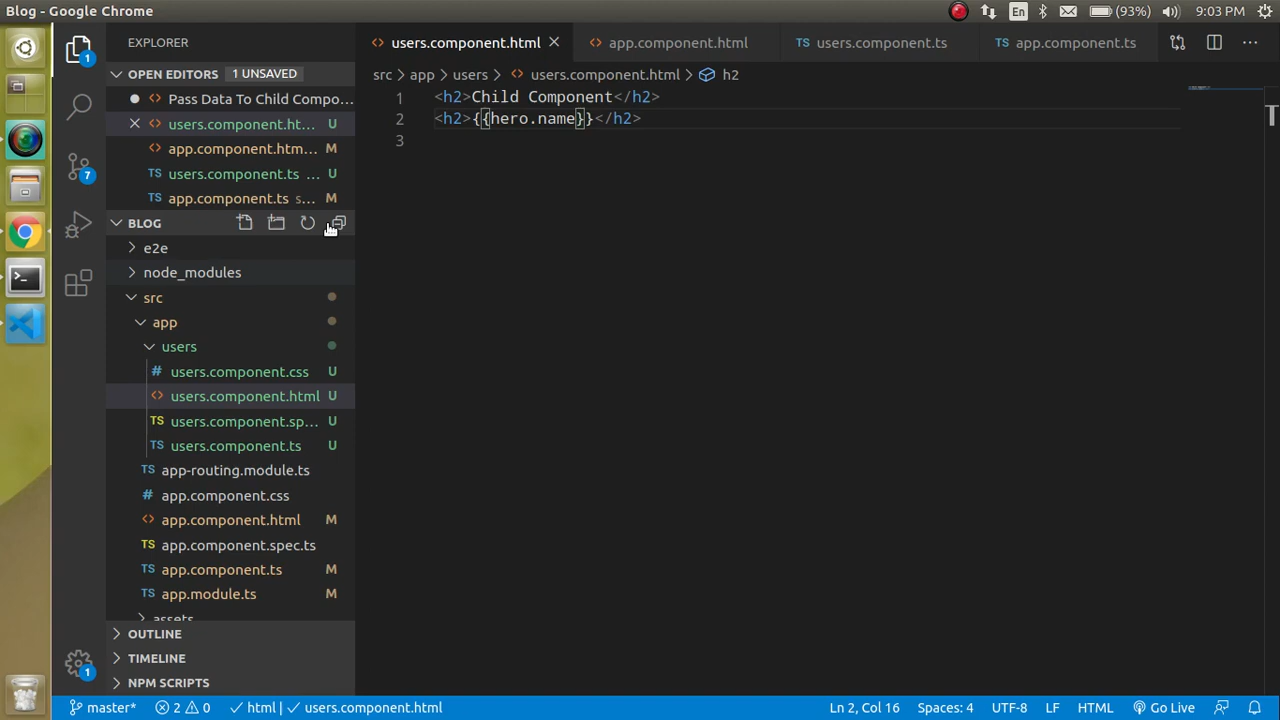 Blog - Google Chrome
En
(93%)
9:03 PM
EXPLORER
OPEN EDITORS
1 UNSAVED
Pass Data To Child Compo...
users.component.ht... U
app.component.htm... M
users.component.ts ... U
app.component.ts s... M
BLOG
e2e
node_modules
src
app
users
users.component.css U
users.component.html U
users.component.sp... U
users.component.ts U
app-routing.module.ts
app.component.css
app.component.html M
app.component.spec.ts
app.component.ts M
app.module.ts M
assets
OUTLINE
TIMELINE
NPM SCRIPTS
1
7
1
users.component.html
app.component.html
TS users.component.ts
TS app.component.ts
src > app > users > users.component.html > h2
1 <h2>Child Component</h2>
2 <h2>{{hero.name}}</h2>
3
master* 2 0 html | users.component.html
Ln 2, Col 16 Spaces: 4 UTF-8 LF HTML Go Live